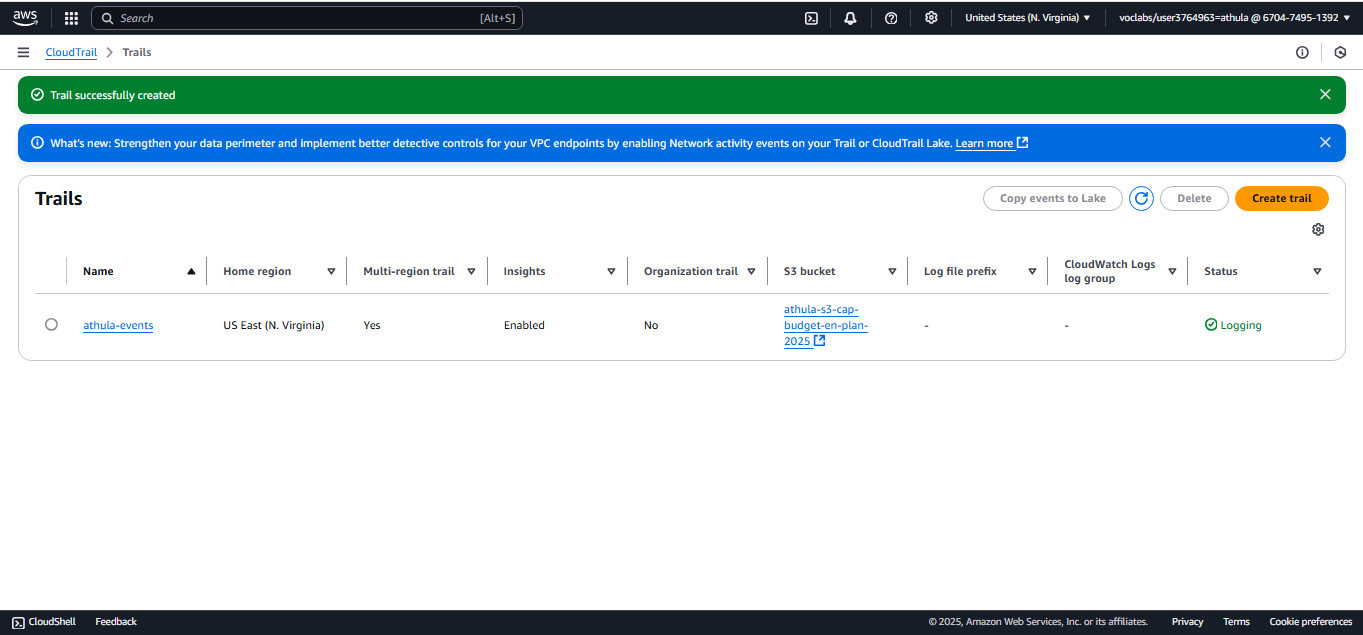 aws
Search [Alt+S]
United States (N. Virginia) voclabs/user3764963=athula @ 6704-7495-1392
CloudTrail Trails
Trail successfully created
What's new: Strengthen your data perimeter and implement better detective controls for your VPC endpoints by enabling Network activity events on your Trail or CloudTrail Lake. Learn more
Trails
Copy events to Lake
Delete
Create trail
Name
Home region
Multi-region trail
Insights
Organization trail
S3 bucket
Log file prefix
CloudWatch Logs
log group
Status
athula-events
US East (N. Virginia)
Yes
Enabled
No
athula-s3-cap-
budget-en-plan-
2025
-
-
Logging
CloudShell Feedback
© 2025, Amazon Web Services, Inc. or its affiliates. Privacy Terms Cookie preferences